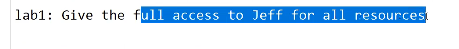 lab1: Give the full access to Jeff for all resources